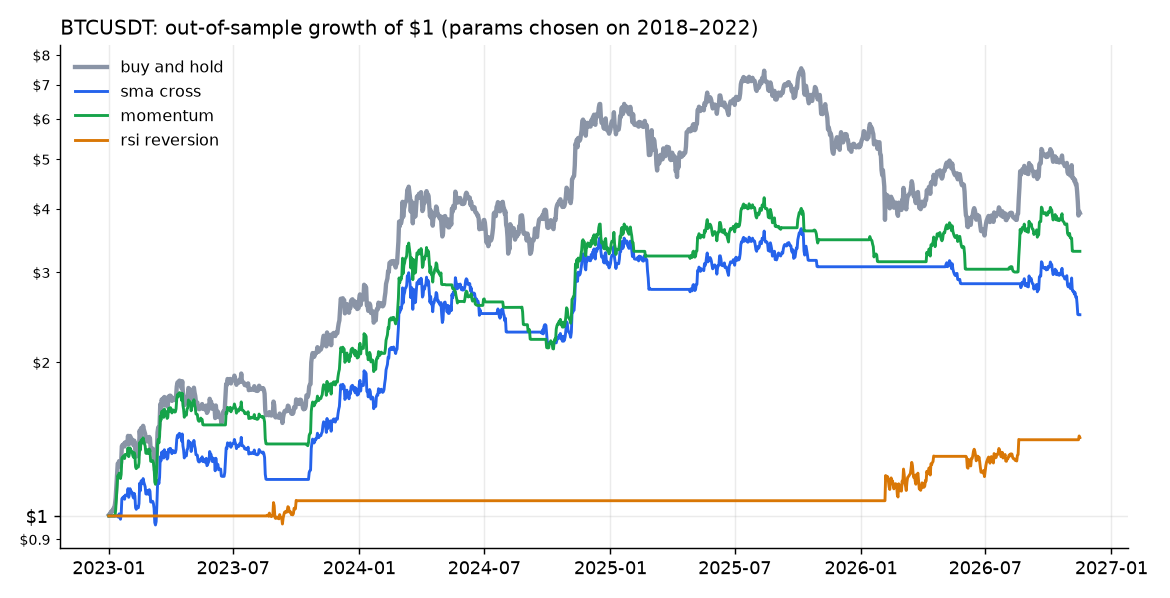 BTCUSDT: out-of-sample growth of $1 (params chosen on 2018–2022)
$8
$7
$6
$5
$4
$3
$2
$1
$0.9
buy and hold
sma cross
momentum
rsi reversion
2023-01 2023-07 2024-01 2024-07 2025-01 2025-07 2026-01 2026-07 2027-01